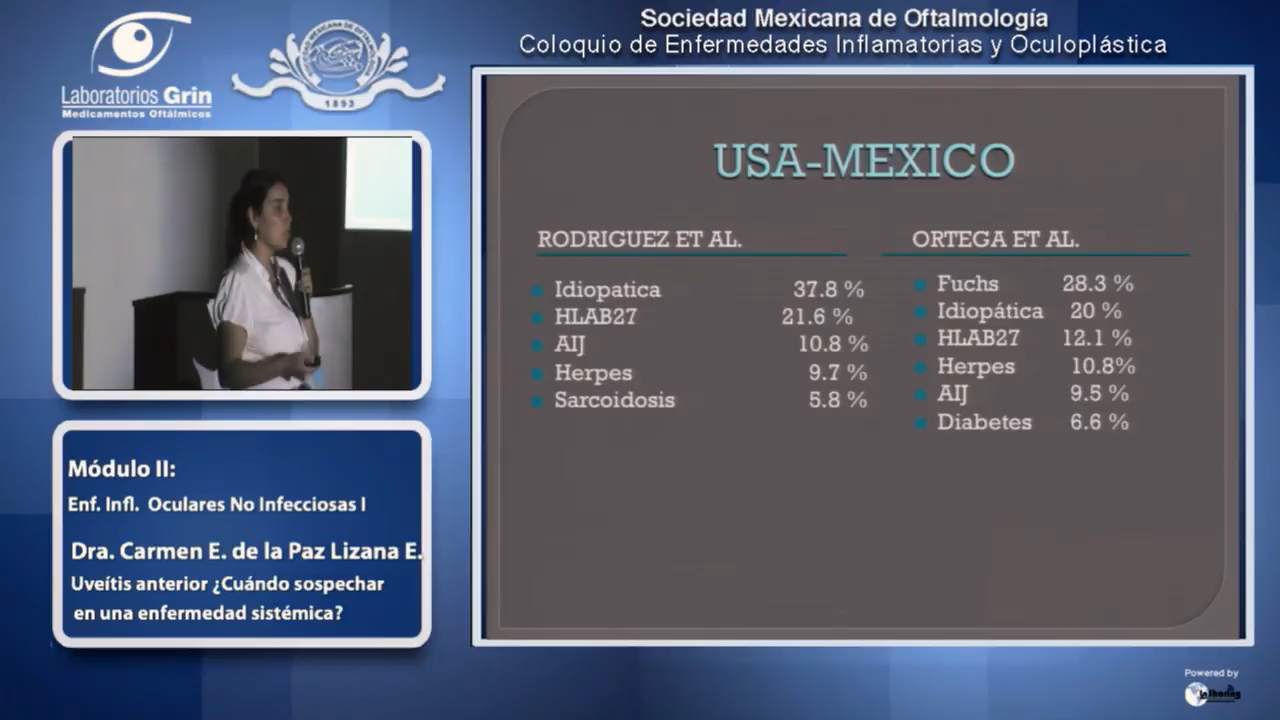 Sociedad Mexicana de Oftalmología
Coloquio de Enfermedades Inflamatorias y Oculoplástica
Laboratorios Grin
Medicamentos Oftálmicos
1893
USA-MEXICO
RODRIGUEZ ET AL.
Idiopatica 37.8 %
HLAB27 21.6 %
AIJ 10.8 %
Herpes 9.7 %
Sarcoidosis 5.8 %
ORTEGA ET AL.
Fuchs 28.3 %
Idiopática 20 %
HLAB27 12.1 %
Herpes 10.8%
AIJ 9.5 %
Diabetes 6.6 %
Módulo II:
Enf. Infl. Oculares No Infecciosas I
Dra. Carmen E. de la Paz Lizana E.
Uveítis anterior ¿Cuándo sospechar
en una enfermedad sistémica?
Powered by